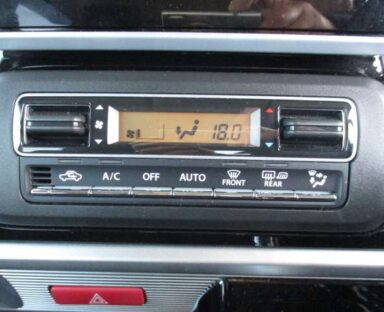 18.0
A/C OFF AUTO FRONT REAR